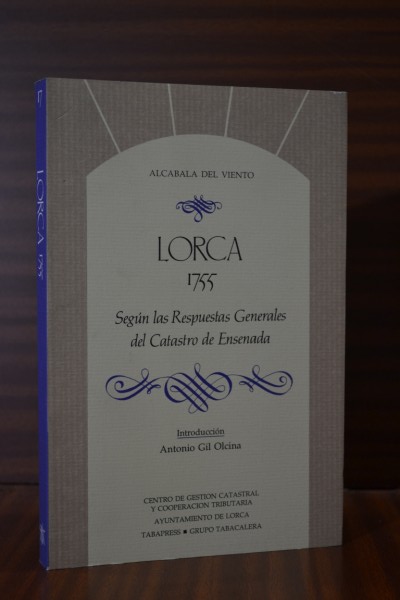 ALCABALA DEL VIENTO
LORCA
1755
Según las Respuestas Generales
del Catastro de Ensenada
Introducción
Antonio Gil Olcina
CENTRO DE GESTION CATASTRAL
Y COOPERACION TRIBUTARIA
AYUNTAMIENTO DE LORCA
TABAPRESS ■ GRUPO TABACALERA
LORCA 1755